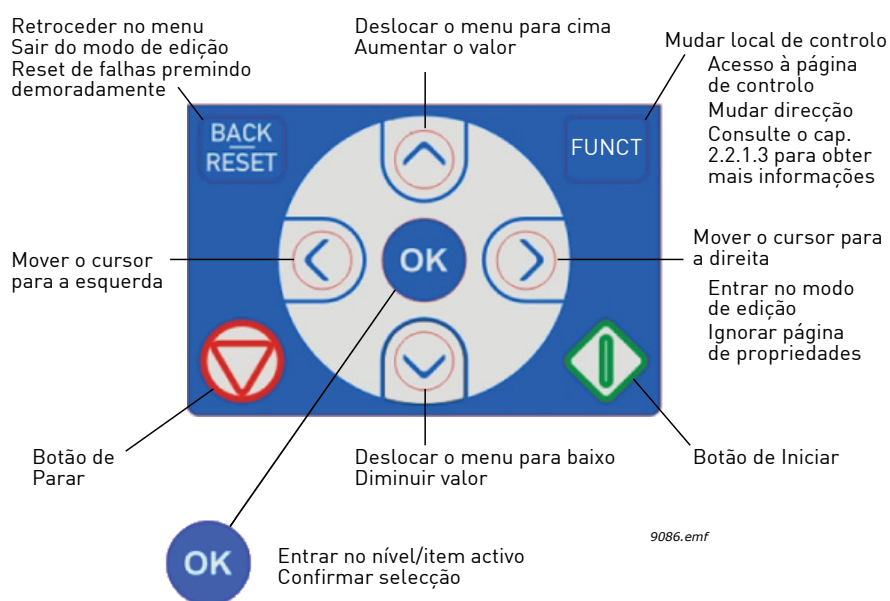 Retroceder no menu
Sair do modo de edição
Reset de falhas premindo
demoradamente
Deslocar o menu para cima
Aumentar o valor
Mudar local de controlo
Acesso à página
de controlo
Mudar direcção
Consulte o cap.
2.2.1.3 para obter
mais informações
BACK
RESET
FUNCT
OK
Mover o cursor
para a esquerda
Mover o cursor para
a direita
Entrar no modo
de edição
Ignorar página
de propriedades
Botão de
Parar
Deslocar o menu para baixo
Diminuir valor
Botão de Iniciar
OK
Entrar no nível/item activo
Confirmar selecção
9086.emf